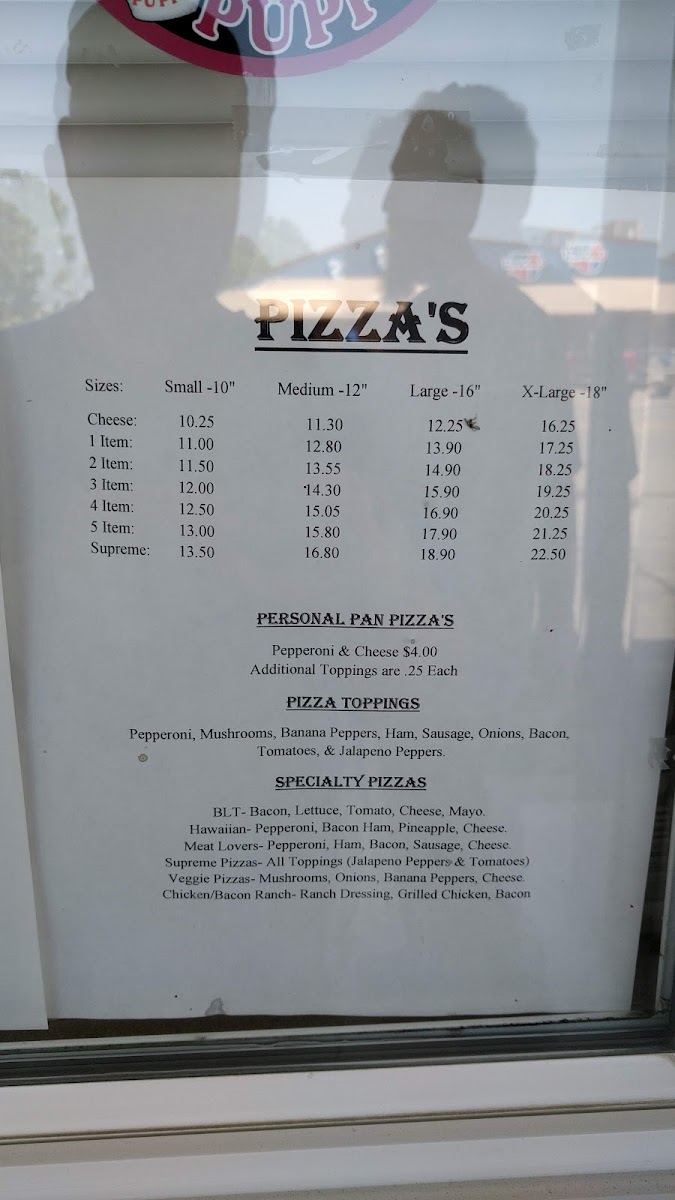 PUPP
PUPP
PIZZA'S
Sizes: Small -10" Medium -12" Large -16" X-Large -18"
Cheese: 10.25 11.30 12.25 16.25
1 Item: 11.00 12.80 13.90 17.25
2 Item: 11.50 13.55 14.90 18.25
3 Item: 12.00 14.30 15.90 19.25
4 Item: 12.50 15.05 16.90 20.25
5 Item: 13.00 15.80 17.90 21.25
Supreme: 13.50 16.80 18.90 22.50
PERSONAL PAN PIZZA'S
Pepperoni & Cheese $4.00
Additional Toppings are .25 Each
PIZZA TOPPINGS
Pepperoni, Mushrooms, Banana Peppers, Ham, Sausage, Onions, Bacon,
Tomatoes, & Jalapeno Peppers.
SPECIALTY PIZZAS
BLT- Bacon, Lettuce, Tomato, Cheese, Mayo.
Hawaiian- Pepperoni, Bacon Ham, Pineapple, Cheese.
Meat Lovers- Pepperoni, Ham, Bacon, Sausage, Cheese.
Supreme Pizzas- All Toppings (Jalapeno Peppers & Tomatoes)
Veggie Pizzas- Mushrooms, Onions, Banana Peppers, Cheese.
Chicken/Bacon Ranch- Ranch Dressing, Grilled Chicken, Bacon